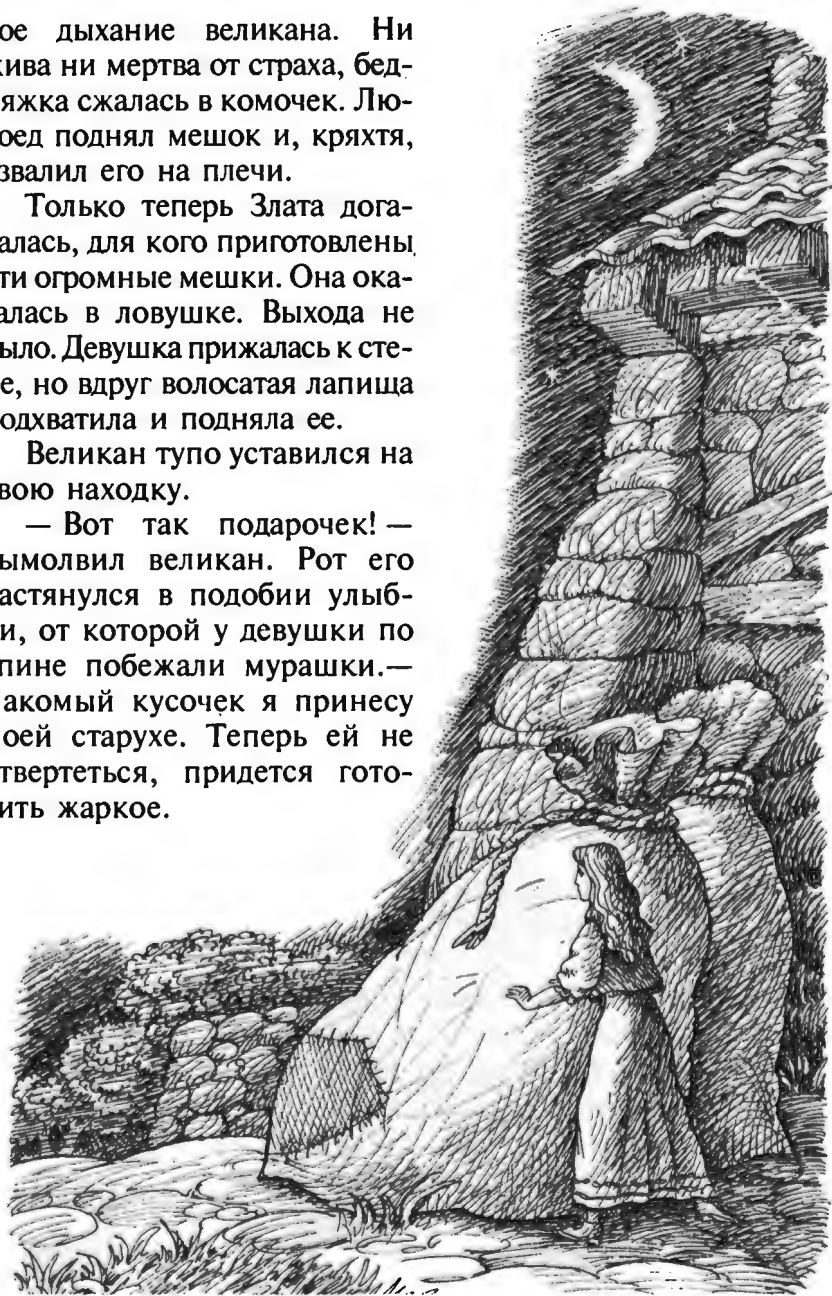 ое дыхание великана. Ни
жива ни мертва от страха, бед-
яжка сжалась в комочек. Лю-
оед поднял мешок и, кряхтя,
звалил его на плечи.
Только теперь Злата дога-
алась, для кого приготовлены
ти огромные мешки. Она ока-
алась в ловушке. Выхода не
ыло. Девушка прижалась к сте-
е, но вдруг волосатая лапища
одхватила и подняла ее.
Великан тупо уставился на
вою находку.
— Вот так подарочек! —
ымолвил великан. Рот его
астянулся в подобии улыб-
и, от которой у девушки по
пине побежали мурашки.—
акомый кусочек я принесу
оей старухе. Теперь ей не
твертеться, придется гото-
ить жаркое.